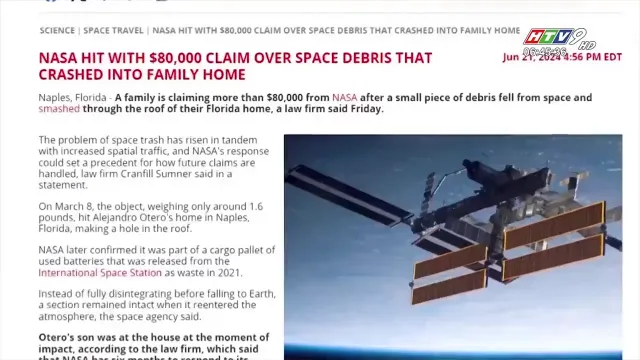 SCIENCE | SPACE TRAVEL | NASA HIT WITH $80,000 CLAIM OVER SPACE DEBRIS THAT CRASHED INTO FAMILY HOME
HTV9 HD
06:45:36
NASA HIT WITH $80,000 CLAIM OVER SPACE DEBRIS THAT
CRASHED INTO FAMILY HOME
Jun 21, 2024 4:56 PM EDT
Naples, Florida - A family is claiming more than $80,000 from NASA after a small piece of debris fell from space and
smashed through the roof of their Florida home, a law firm said Friday.
The problem of space trash has risen in tandem
with increased spatial traffic, and NASA's response
could set a precedent for how future claims are
handled, law firm Cranfill Sumner said in a
statement.
On March 8, the object, weighing only around 1.6
pounds, hit Alejandro Otero's home in Naples,
Florida, making a hole in the roof.
NASA later confirmed it was part of a cargo pallet of
used batteries that was released from the
International Space Station as waste in 2021.
Instead of fully disintegrating before falling to Earth,
a section remained intact when it reentered the
atmosphere, the space agency said.
Otero's son was at the house at the moment of
impact, according to the law firm, which said
that NASA has six months to respond to its